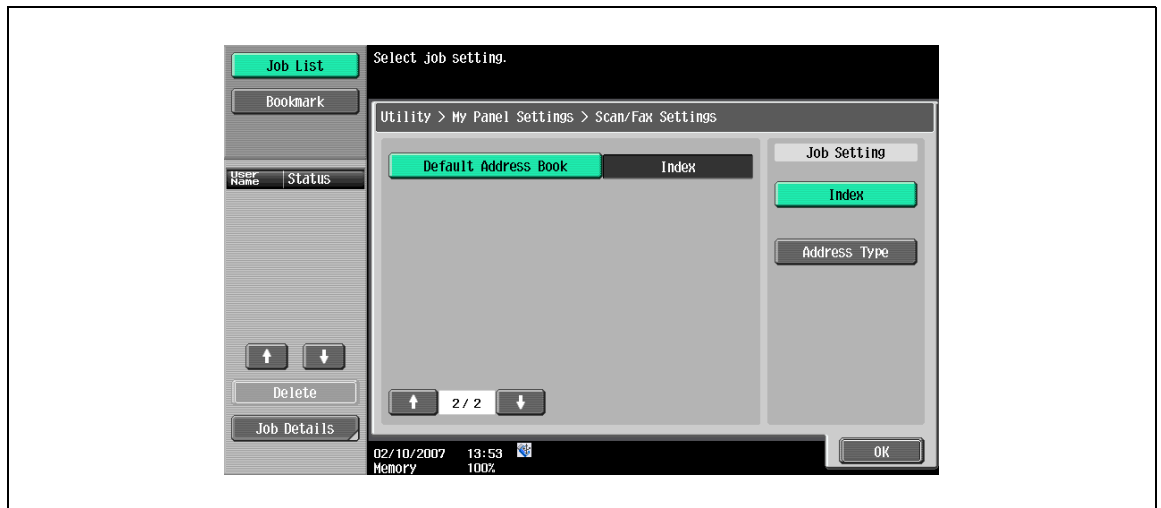 Job List
Bookmark
User Name Status
Delete
Job Details
Select job setting.
Utility > My Panel Settings > Scan/Fax Settings
Default Address Book Index
2/ 2
Job Setting
Index
Address Type
02/10/2007 13:53
Memory 100%
OK